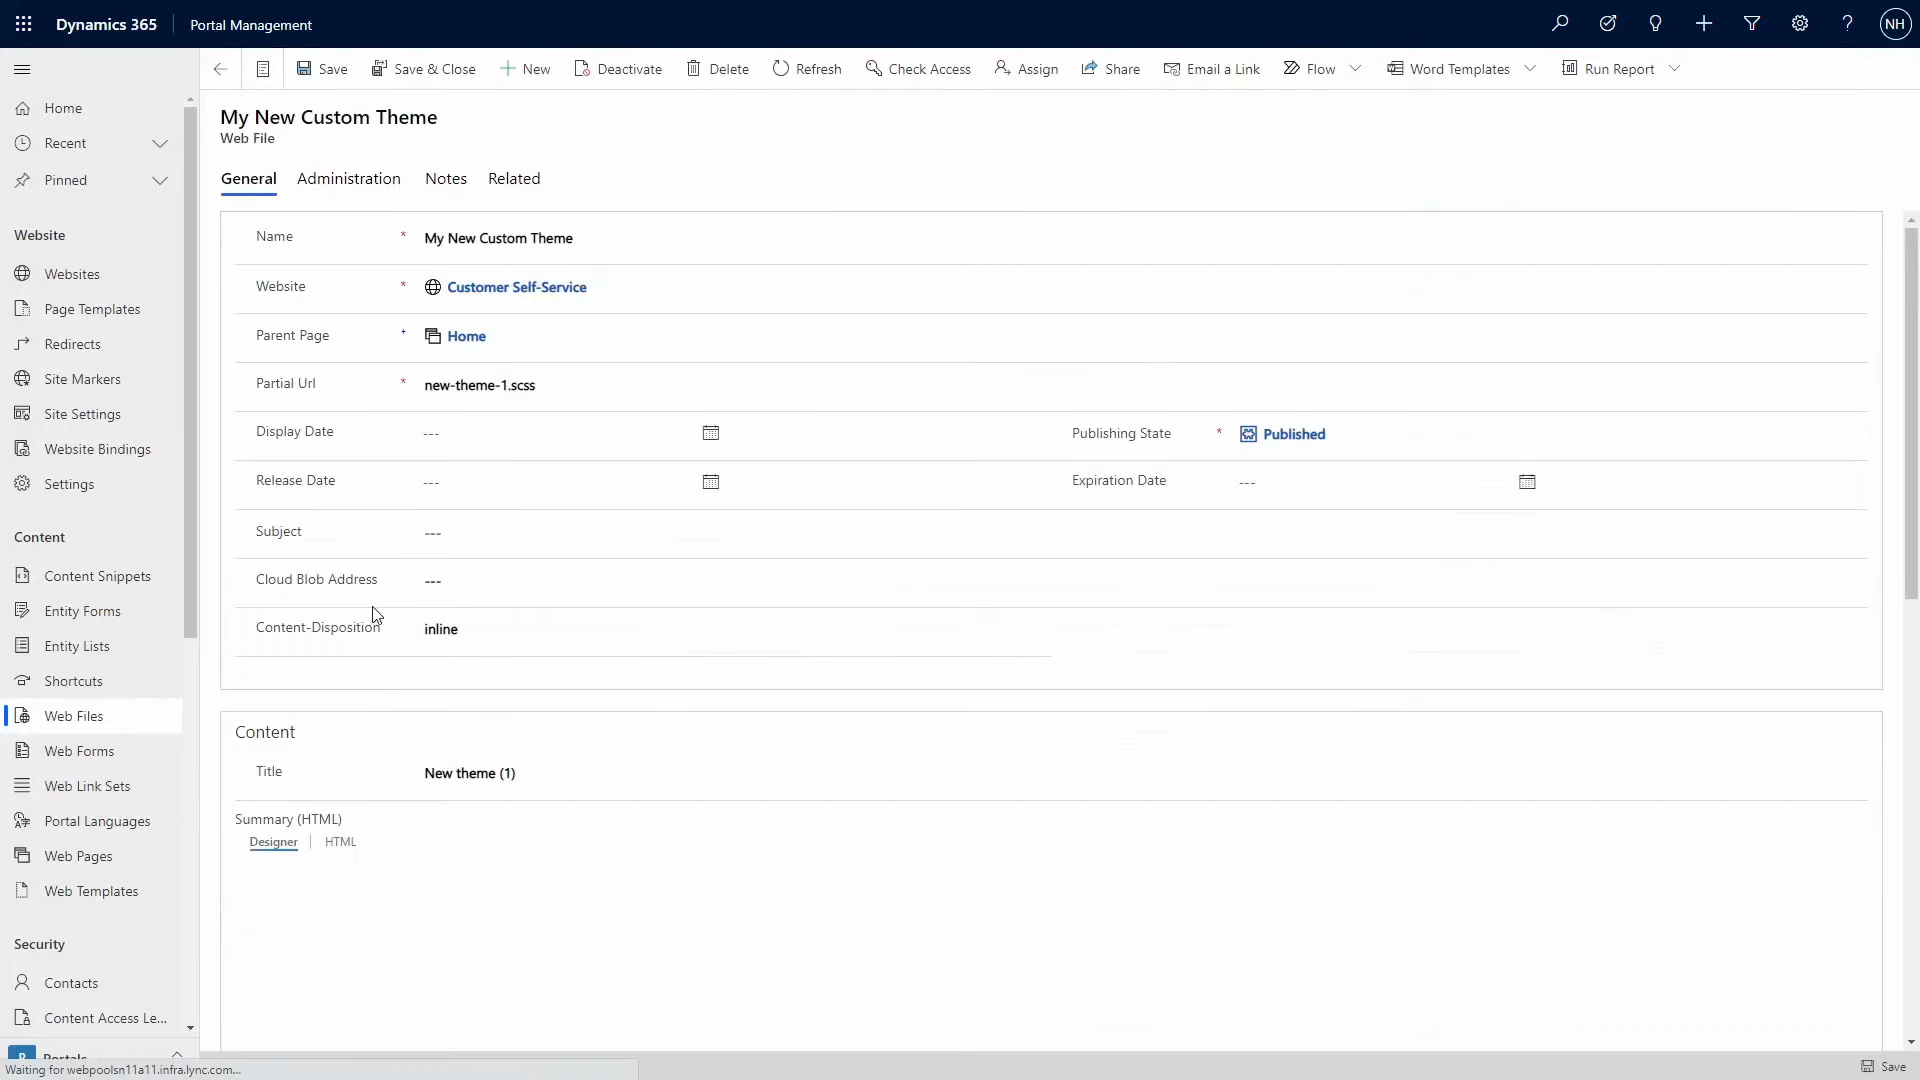 Dynamics 365 Portal Management NH
Save Save & Close New Deactivate Delete Refresh Check Access Assign Share Email a Link Flow Word Templates Run Report
Home
Recent
Pinned
Website
Websites
Page Templates
Redirects
Site Markers
Site Settings
Website Bindings
Settings
Content
Content Snippets
Entity Forms
Entity Lists
Shortcuts
Web Files
Web Forms
Web Link Sets
Portal Languages
Web Pages
Web Templates
Security
Contacts
Content Access Le...
Portals
My New Custom Theme
Web File
General Administration Notes Related
Name * My New Custom Theme
Website * Customer Self-Service
Parent Page + Home
Partial Url * new-theme-1.scss
Display Date --- Publishing State * Published
Release Date --- Expiration Date ---
Subject ---
Cloud Blob Address ---
Content-Disposition inline
Content
Title New theme (1)
Summary (HTML)
Designer | HTML
Waiting for webpoolsn11a11.infra.lync.com...
Save